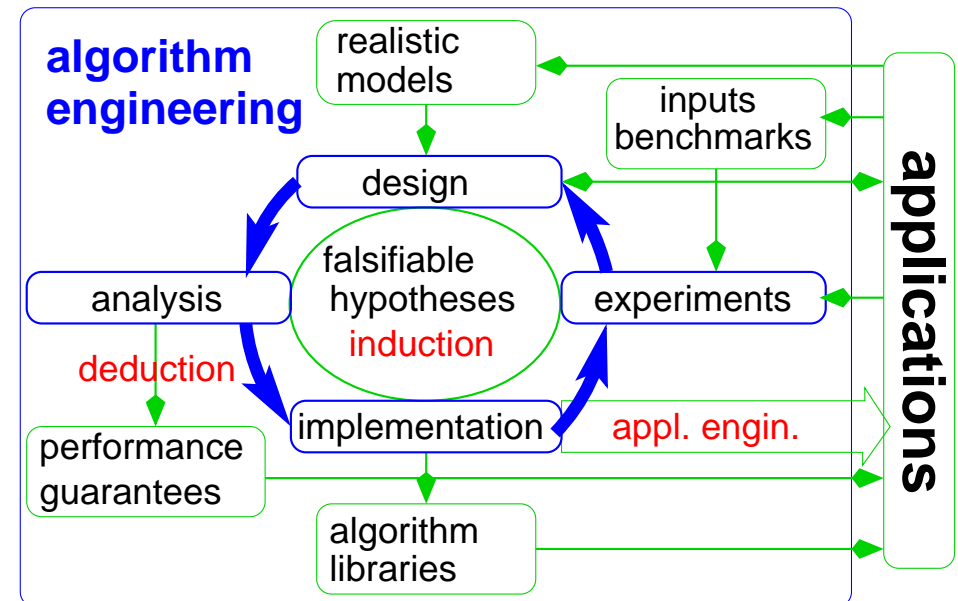 algorithm
engineering
realistic
models
inputs
benchmarks
design
falsifiable
hypotheses
induction
analysis
experiments
deduction
implementation
appl. engin.
performance
guarantees
algorithm
libraries
applications